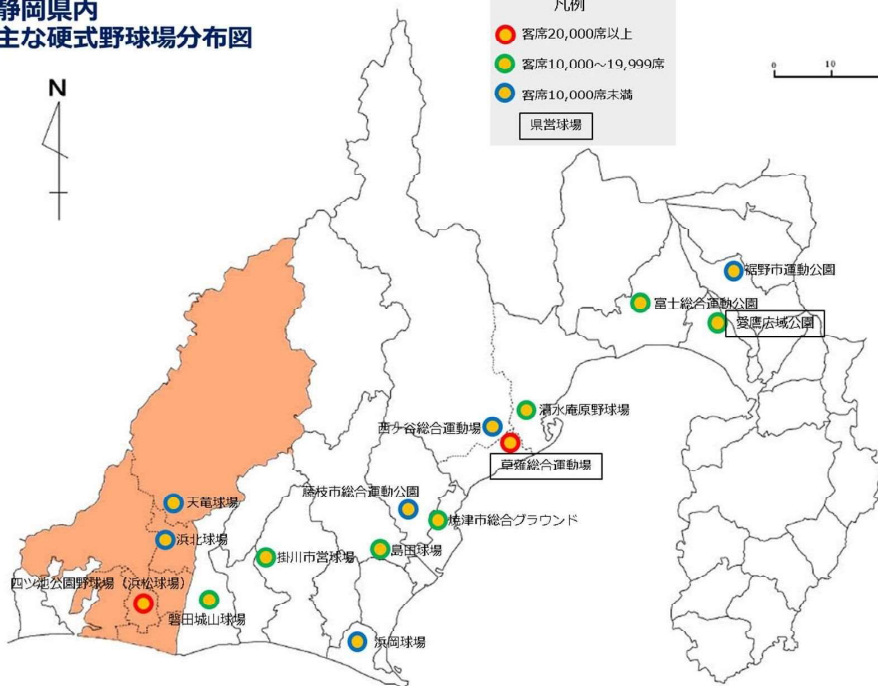 静岡県内
主な硬式野球場分布図
凡例
客席20,000席以上
客席10,000～19,999席
客席10,000席未満
県営球場
N
0 10
裾野市運動公園
富士総合運動公園
愛鷹広域公園
清水庵原野球場
西ケ谷総合運動場
草薙総合運動場
藤枝市総合運動公園
焼津市総合グラウンド
天竜球場
浜北球場
掛川市営球場
島田球場
四ツ池公園野球場（浜松球場）
磐田城山球場
浜岡球場